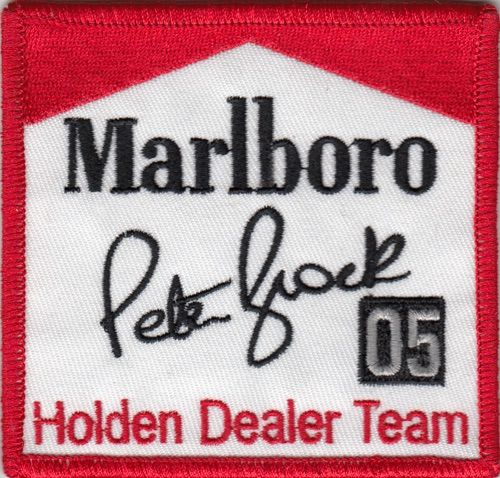 Marlboro
Peter Brock
05
Holden Dealer Team